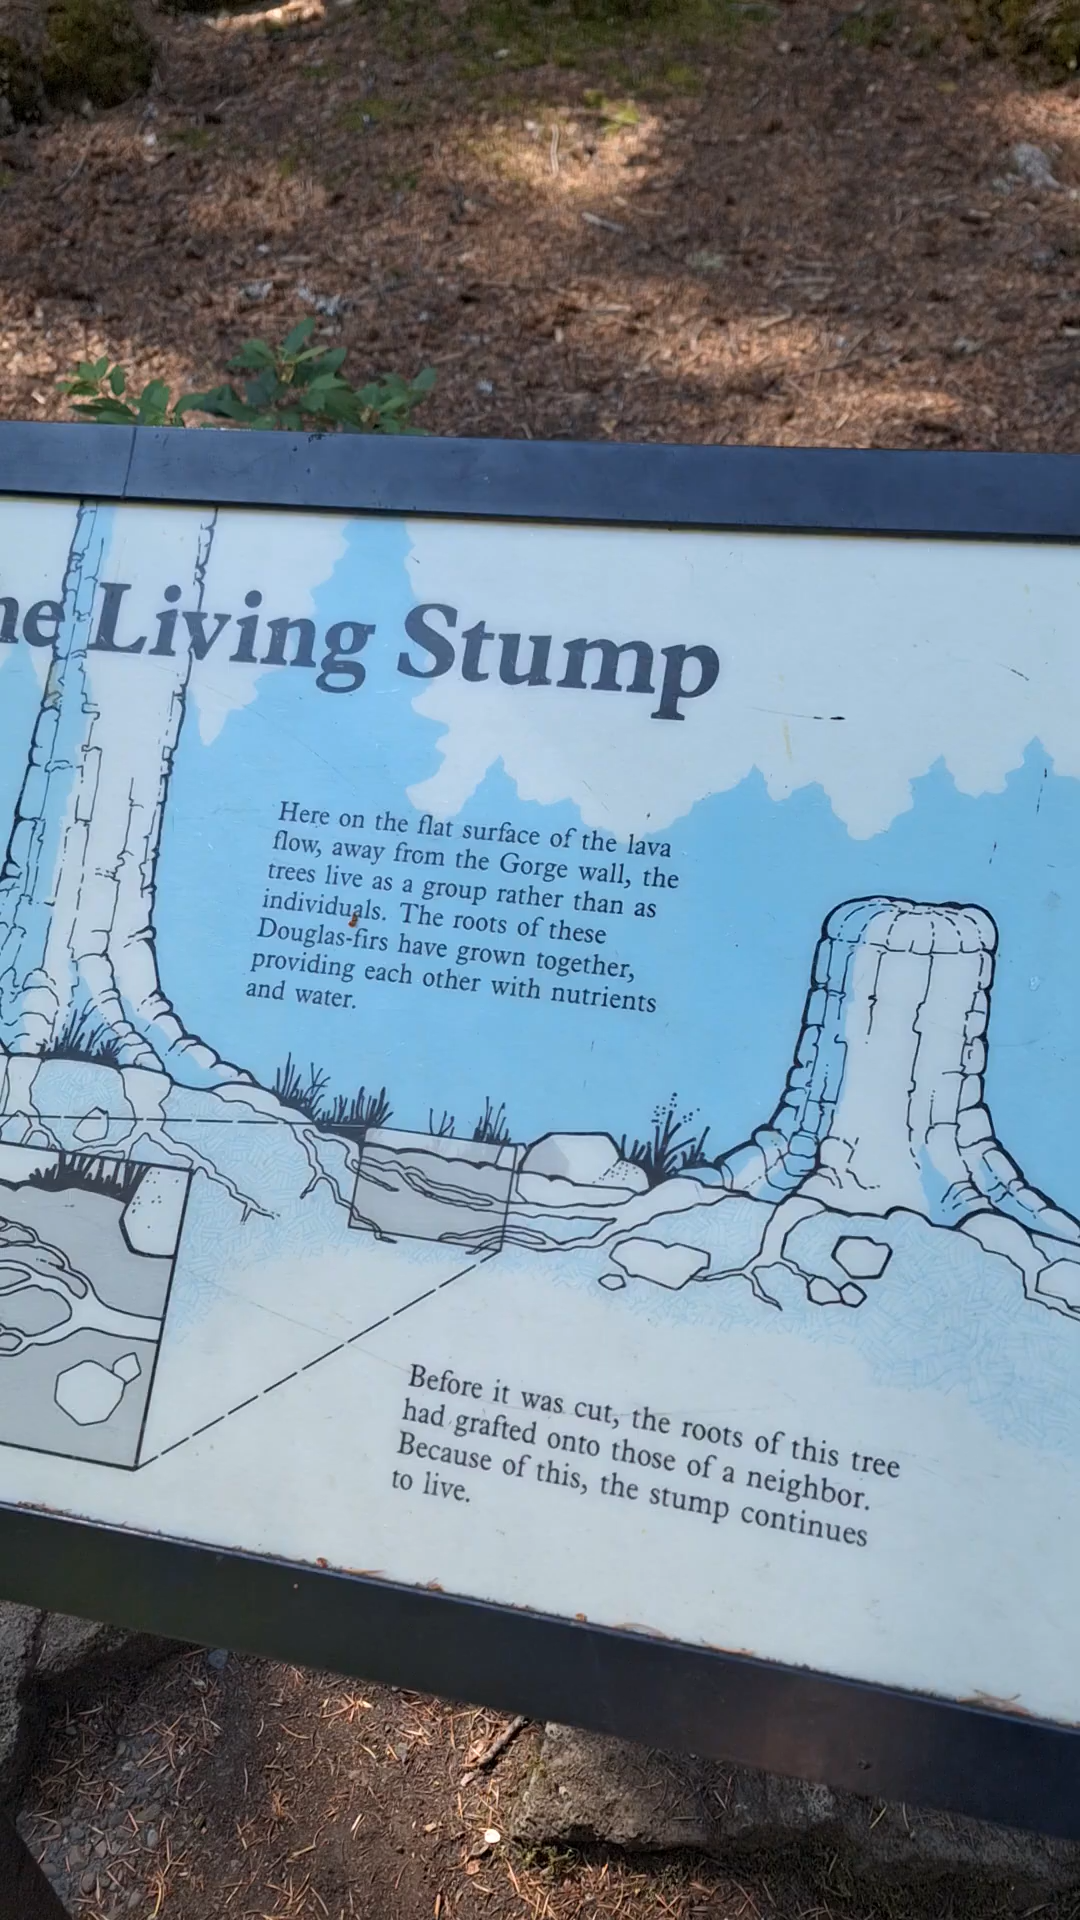 he Living Stump
Here on the flat surface of the lava
flow, away from the Gorge wall, the
trees live as a group rather than as
individuals. The roots of these
Douglas-firs have grown together,
providing each other with nutrients
and water.
Before it was cut, the roots of this tree
had grafted onto those of a neighbor.
Because of this, the stump continues
to live.